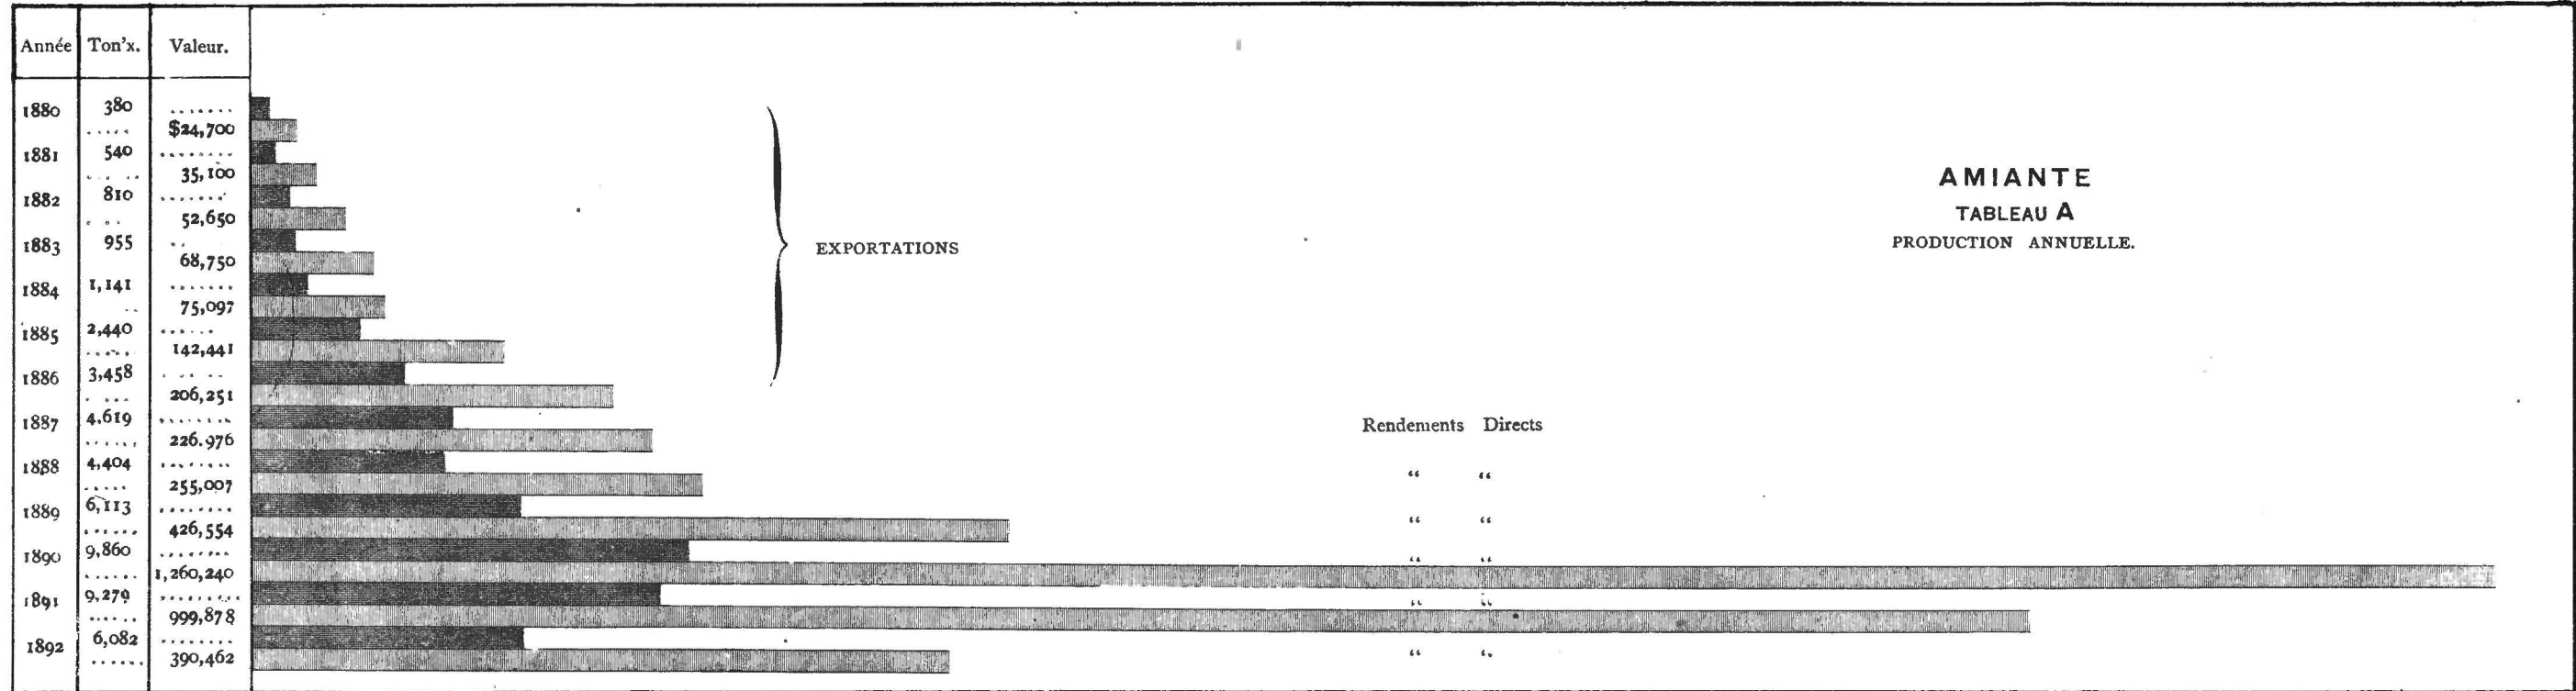 Année Ton'x. Valeur.
1880 380 .......
..... $24,700
1881 540 ........
. . .. 35,100
1882 810 .......
. . . 52,650
1883 955 ..
68,750
1884 1,141 .......
.. 75,097
1885 2,440 ......
..... 142,441
1886 3,458 . . .. ..
. ... 206,251
1887 4.619 ........
...... 226.976
1888 4,404 ........
..... 255,007
1889 6,113 ........
...... 426,554
1890 9,860 ........
...... 1,260,240
1891 9,279 .........
...... 999,878
1892 6,082 ........
...... 390,462
EXPORTATIONS
Rendements Directs
“ “
“ “
“ “
“ “
“ “
AMIANTE
TABLEAU A
PRODUCTION ANNUELLE.